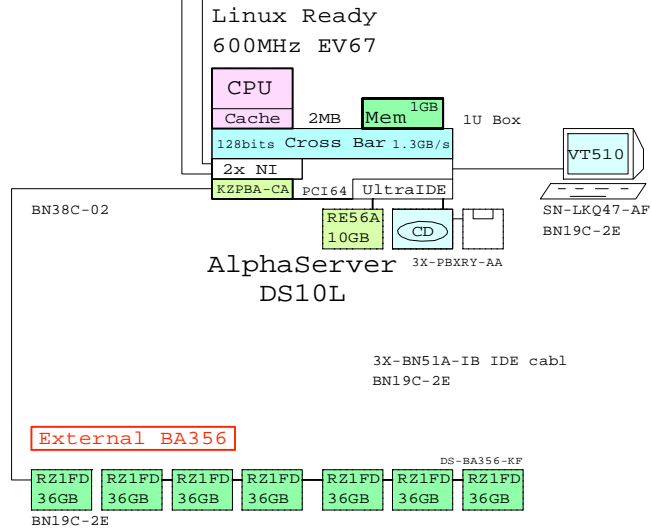 Linux Ready
600MHz EV67
CPU
Cache 2MB Mem 1GB 1U Box
128bits Cross Bar 1.3GB/s
2x NI
KZPBA-CA PCI64 UltraIDE
VT510
BN38C-02
SN-LKQ47-AF
BN19C-2E
RE56A
10GB
CD
AlphaServer 3X-PBXRY-AA
DS10L
3X-BN51A-IB IDE cabl
BN19C-2E
External BA356
DS-BA356-KF
RZ1FD RZ1FD RZ1FD RZ1FD RZ1FD RZ1FD RZ1FD
36GB 36GB 36GB 36GB 36GB 36GB 36GB
BN19C-2E